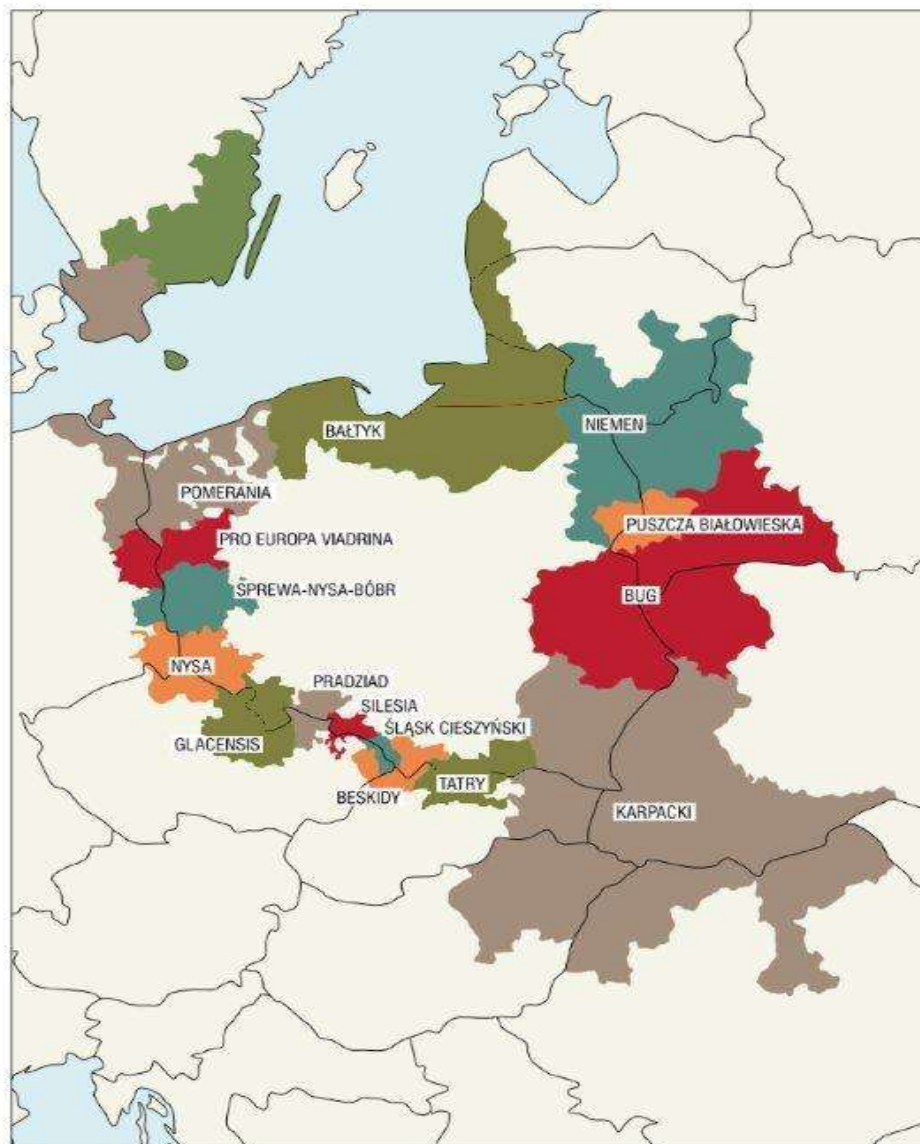 BAŁTYK
NIEMEN
POMERANIA
PUSZCZA BIAŁOWIESKA
PRO EUROPA VIADRINA
SPREWA-NYSA-BÓBR
BUG
NYSA
PRADZIAD
SILESIA
ŚLĄSK CIESZYŃSKI
GLACENSIS
TATRY
BESKIDY
KARPACKI